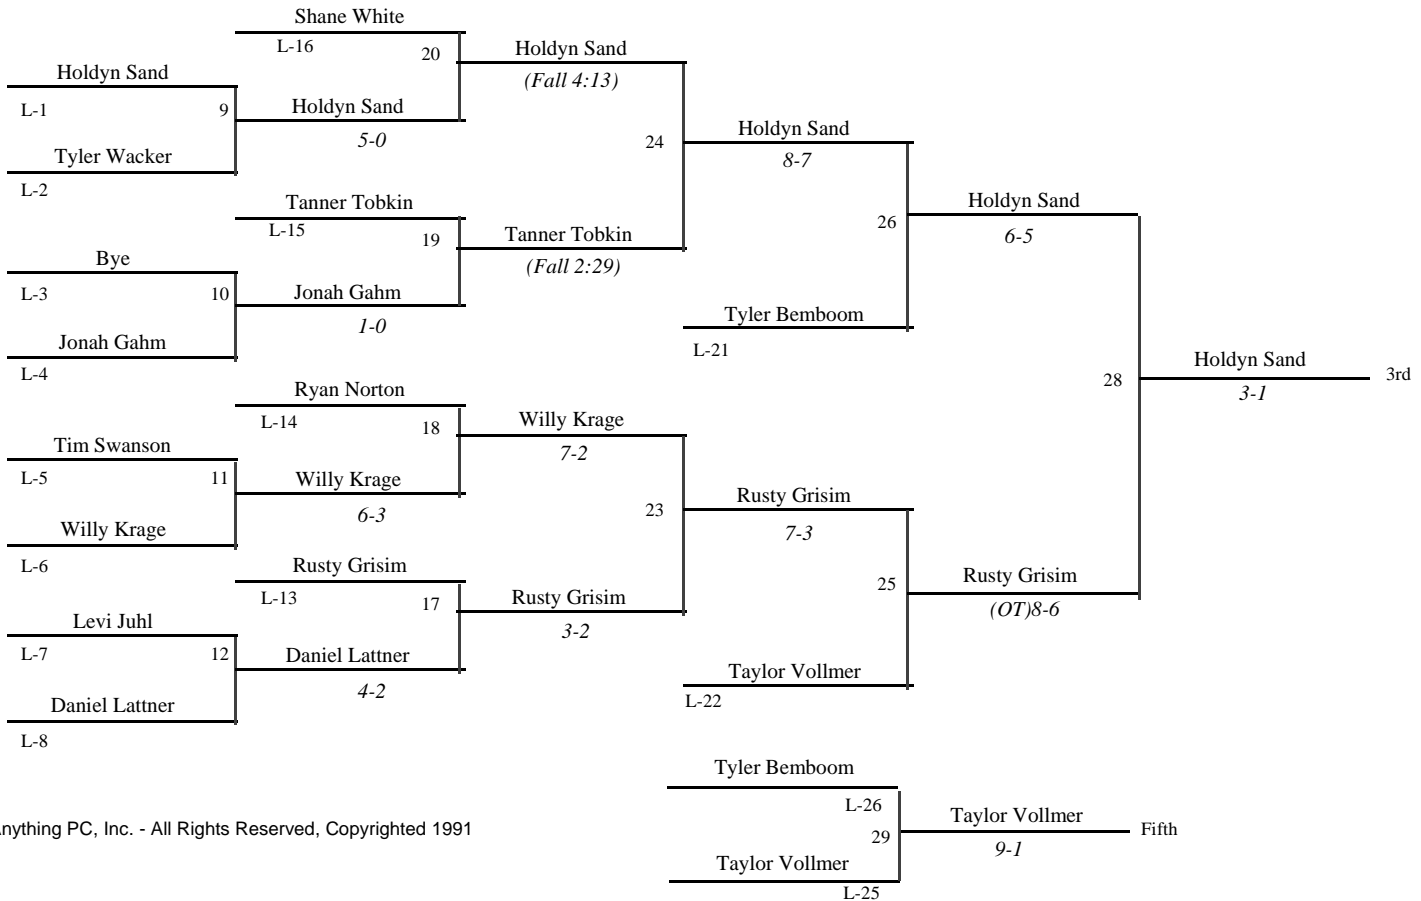 Shane White
L-16
20
Holdyn Sand
(Fall 4:13)
Holdyn Sand
L-1
9
Holdyn Sand
5-0
Tyler Wacker
L-2
24
Holdyn Sand
8-7
Tanner Tobkin
L-15
19
Tanner Tobkin
(Fall 2:29)
26
Holdyn Sand
6-5
Bye
L-3
10
Jonah Gahm
1-0
Jonah Gahm
L-4
Tyler Bemboom
L-21
28
Holdyn Sand
3-1
3rd
Ryan Norton
L-14
18
Willy Krage
7-2
Tim Swanson
L-5
11
Willy Krage
6-3
Willy Krage
L-6
23
Rusty Grisim
7-3
Rusty Grisim
L-13
17
Rusty Grisim
3-2
25
Rusty Grisim
(OT)8-6
Levi Juhl
L-7
12
Daniel Lattner
4-2
Daniel Lattner
L-8
Taylor Vollmer
L-22
Tyler Bemboom
L-26
29
Taylor Vollmer
9-1
Fifth
Taylor Vollmer
L-25
nything PC, Inc. - All Rights Reserved, Copyrighted 1991